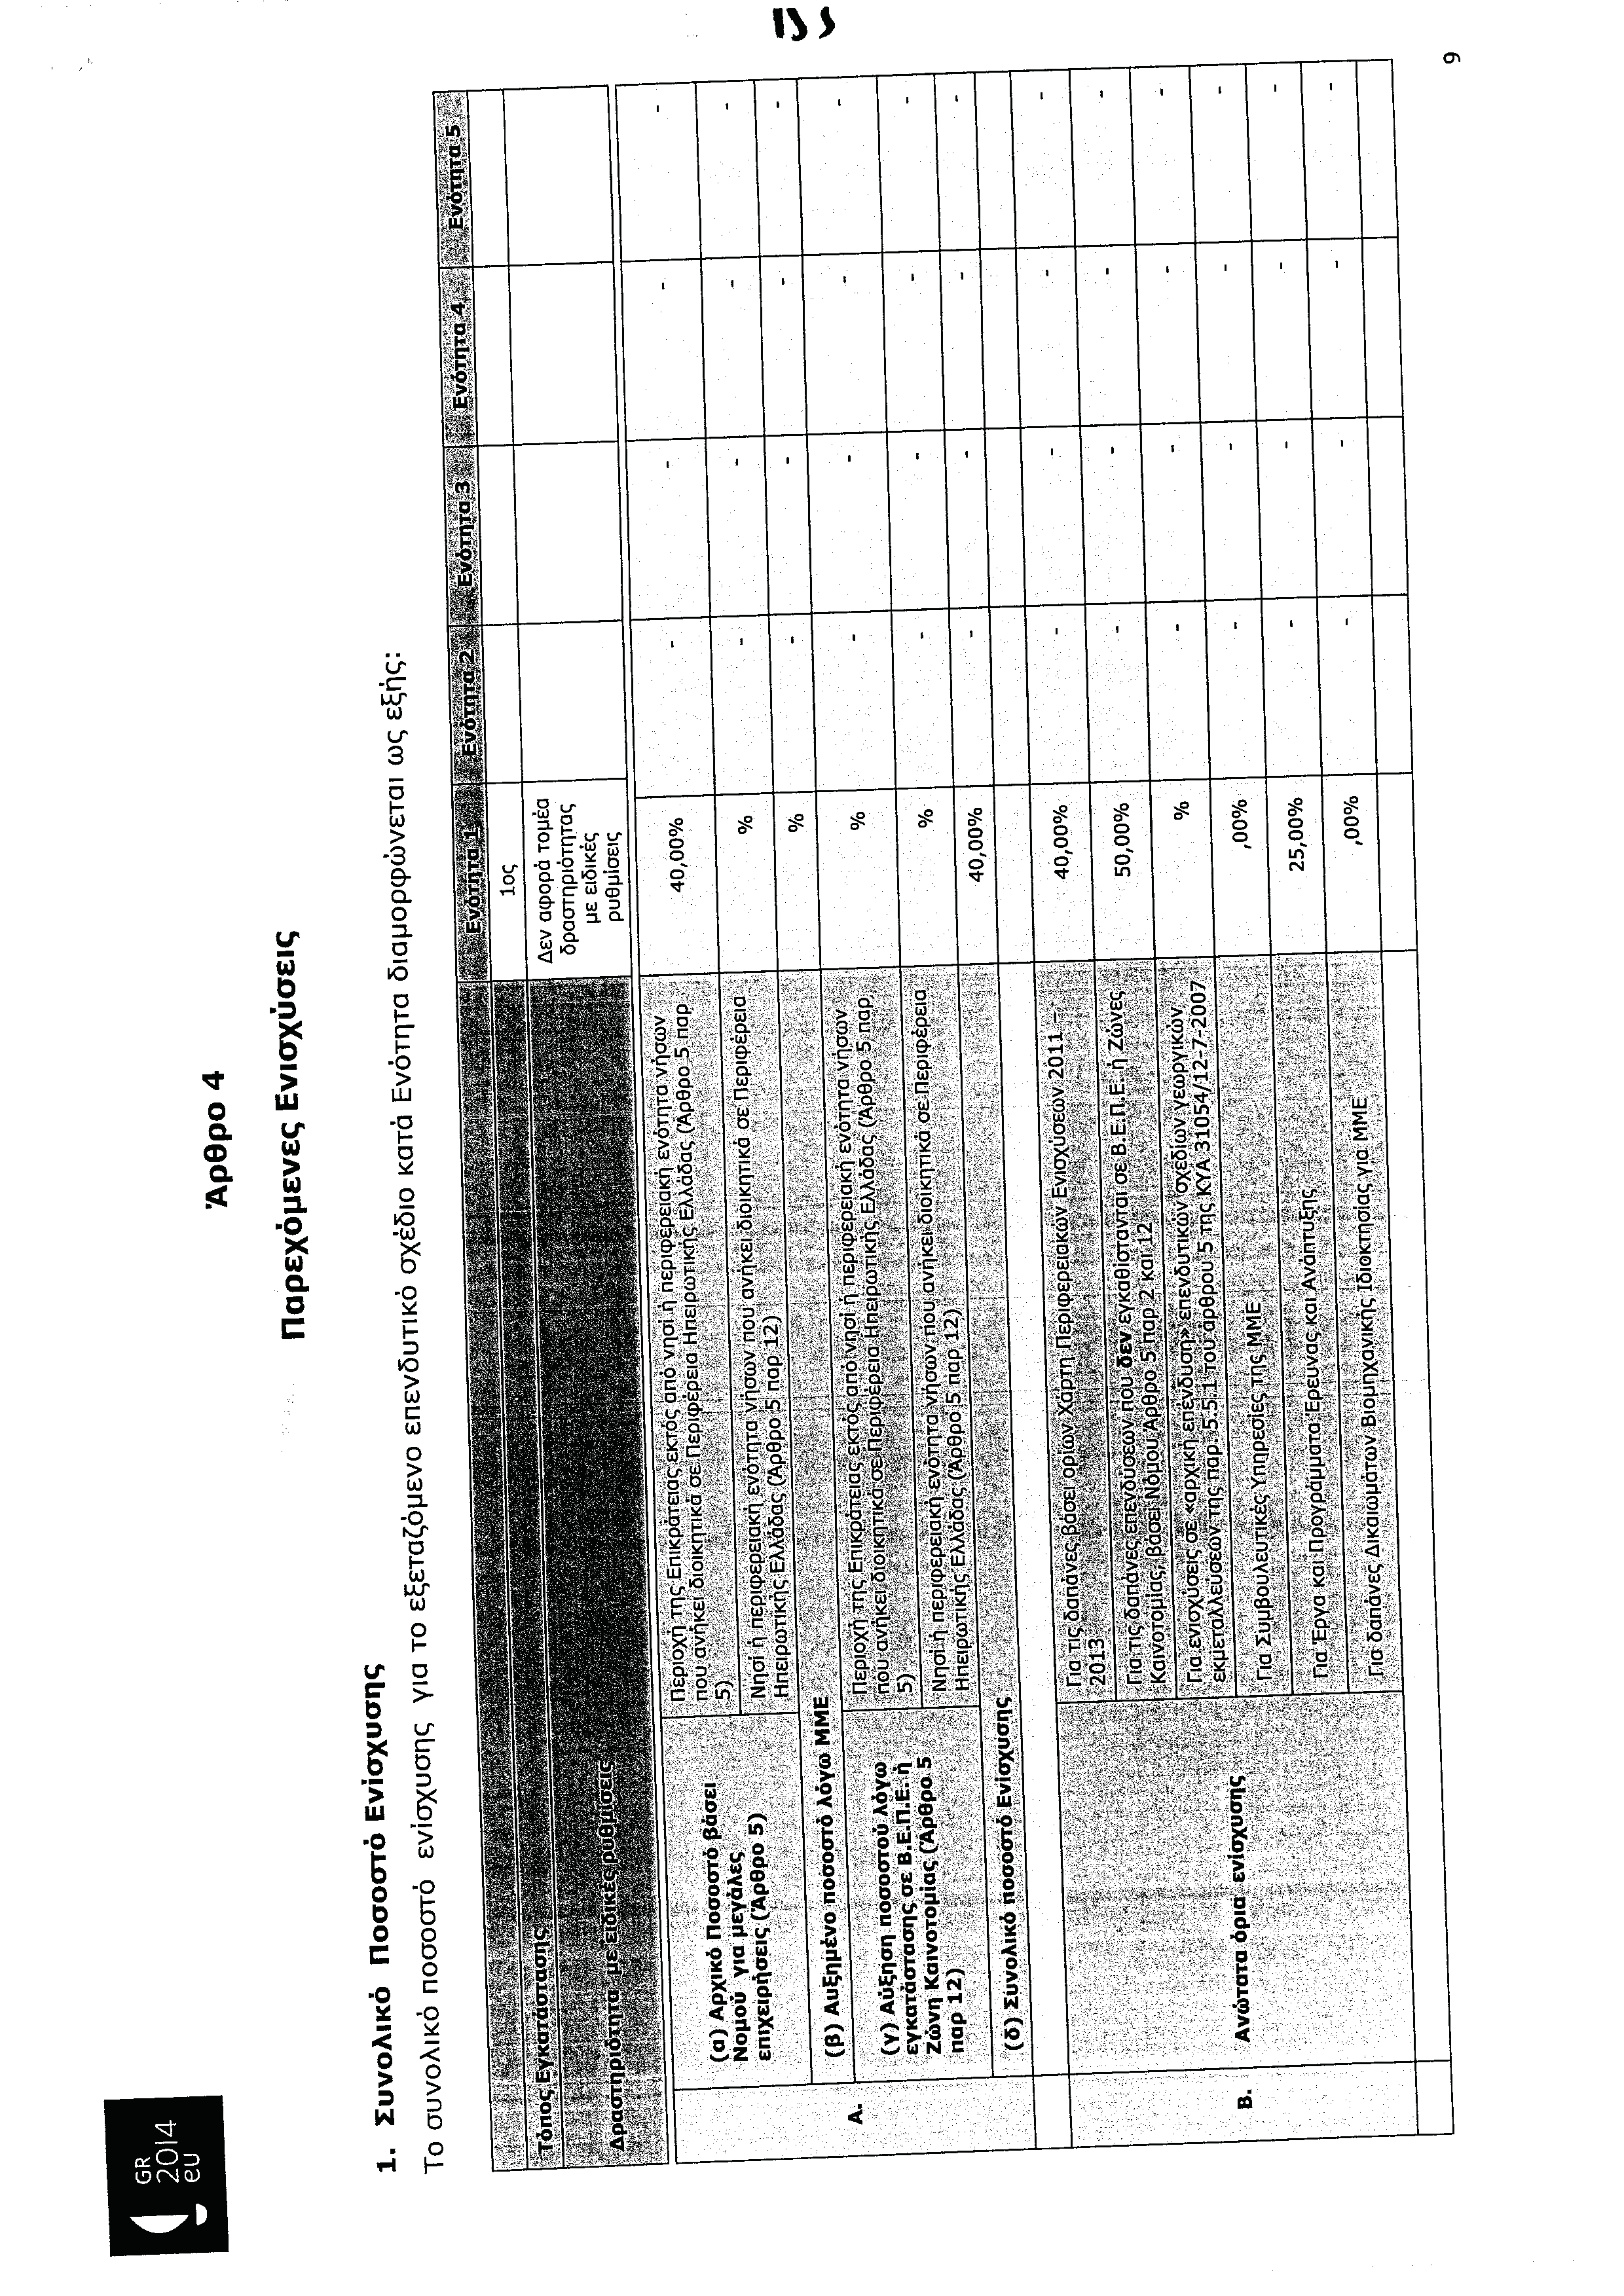 GR
2014
eu
Άρθρο 4
Παρεχόμενες Ενισχύσεις
1. Συνολικό Ποσοστό Ενίσχυσης
Το συνολικό ποσοστό ενίσχυσης για το εξεταζόμενο επενδυτικό σχέδιο κατά Ενότητα διαμορφώνεται ως εξής:
Ενότητα 1 Ενότητα 2 Ενότητα 3 Ενότητα 4 Ενότητα 5
Τόπος Εγκατάστασης 1ος
Δραστηριότητα με ειδικές ρυθμίσεις
Δεν αφορά τομέα
δραστηριότητας
με ειδικές
ρυθμίσεις
Α.
(α) Αρχικό Ποσοστό βάσει
Νομού για μεγάλες
επιχειρήσεις (Άρθρο 5)
Περιοχή της Επικράτειας εκτός από νησί ή περιφερειακή ενότητα νήσων
που ανήκει διοικητικά σε Περιφέρεια Ηπειρωτικής Ελλάδας (Άρθρο 5 παρ
5)
40,00% - - - -
Νησί ή περιφερειακή ενότητα νήσων που ανήκει διοικητικά σε Περιφέρεια
Ηπειρωτικής Ελλάδας (Άρθρο 5 παρ 12)
% - - - -
(β) Αυξημένο ποσοστό λόγω ΜΜΕ % - - - -
(γ) Αύξηση ποσοστού λόγω
εγκατάστασης σε Β.Ε.Π.Ε. ή
Ζώνη Καινοτομίας (Άρθρο 5
παρ 12)
Περιοχή της Επικράτειας εκτός από νησί ή περιφερειακή ενότητα νήσων
που ανήκει διοικητικά σε Περιφέρεια Ηπειρωτικής Ελλάδας (Άρθρο 5 παρ
5)
% - - - -
Νησί ή περιφερειακή ενότητα νήσων που ανήκει διοικητικά σε Περιφέρεια
Ηπειρωτικής Ελλάδας (Άρθρο 5 παρ 12)
% - - - -
(δ) Συνολικό ποσοστό Ενίσχυσης 40,00% - - - -
Β.
Ανώτατα όρια ενίσχυσης
Για τις δαπάνες βάσει ορίων Χάρτη Περιφερειακών Ενισχύσεων 2011 –
2013
40,00% - - - -
Για τις δαπάνες επενδύσεων που δεν εγκαθίστανται σε Β.Ε.Π.Ε. ή Ζώνες
Καινοτομίας, βάσει Νόμου Άρθρο 5 παρ 2 και 12
50,00% - - - -
Για ενισχύσεις σε «αρχική επένδυση» επενδυτικών σχεδίων γεωργικών
εκμεταλλεύσεων της παρ. 5.5.1 του άρθρου 5 της ΚΥΑ 31054/12-7-2007
% - - - -
Για Συμβουλευτικές Υπηρεσίες της ΜΜΕ ,00% - - - -
Για Έργα και Προγράμματα Έρευνας και Ανάπτυξης 25,00% - - - -
Για δαπάνες Δικαιωμάτων Βιομηχανικής Ιδιοκτησίας για ΜΜΕ ,00% - - - -
9